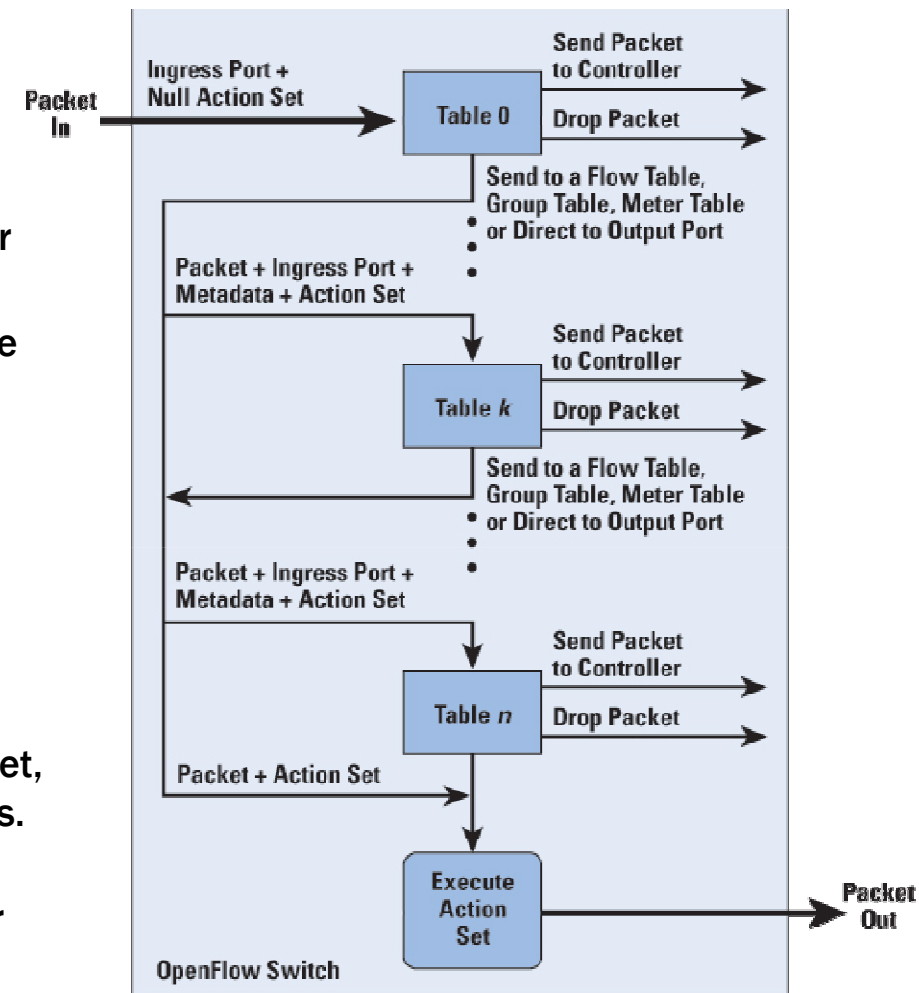 Packet
In
Ingress Port +
Null Action Set
Table 0
Send Packet
to Controller
Drop Packet
Send to a Flow Table,
Group Table, Meter Table
or Direct to Output Port
r
Packet + Ingress Port +
Metadata + Action Set
e
Table k
Send Packet
to Controller
Drop Packet
Send to a Flow Table,
Group Table, Meter Table
or Direct to Output Port
Packet + Ingress Port +
Metadata + Action Set
Table n
Send Packet
to Controller
Drop Packet
et,
s.
Packet + Action Set
Execute
Action
Set
Packet
Out
OpenFlow Switch